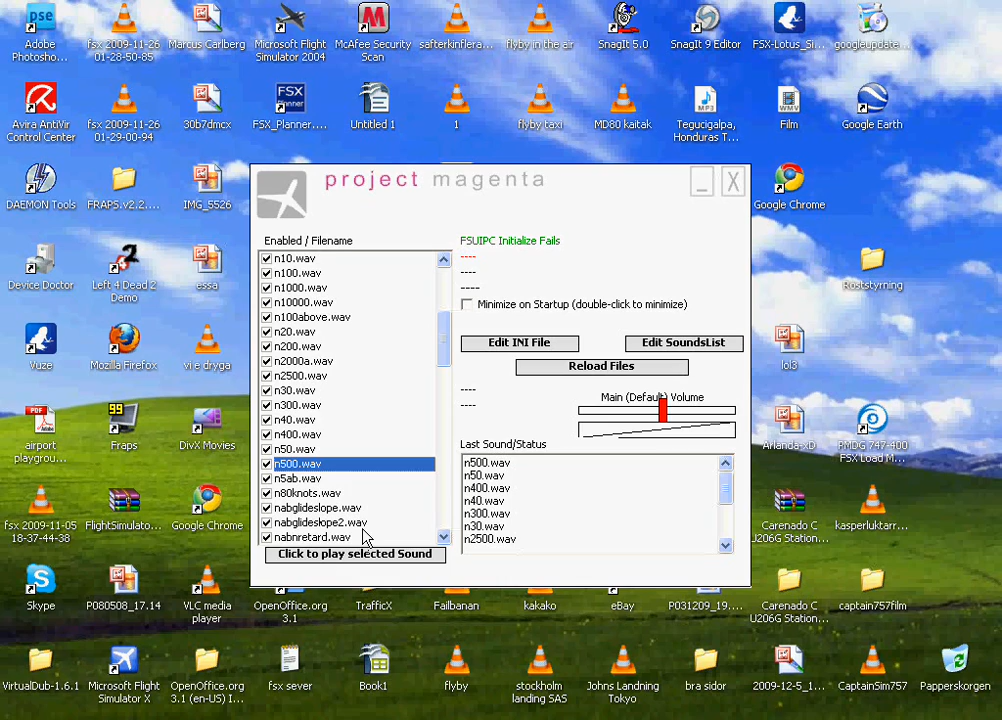 Adobe Photosho...
fsx 2009-11-26 01-28-50-85
Marcus Carlberg
Microsoft Flight Simulator 2004
McAfee Security Scan
safterkinflera...
flyby in the air
SnagIt 5.0
SnagIt 9 Editor
FSX-Lotus_Si...
googleupdate...
Avira AntiVir Control Center
fsx 2009-11-26 01-29-00-94
30b7dmcx
FSX_Planner....
Untitled 1
1
flyby taxi
MD80 kaitak
Tegucigalpa, Honduras T...
Film
Google Earth
DAEMON Tools
FRAPS.v2.2....
IMG_5526
Google Chrome
Device Doctor
Left 4 Dead 2 Demo
essa
Roststyrning
Vuze
Mozilla Firefox
vi e dryga
lol3
airport playgrou...
Fraps
DivX Movies
Arlanda-xD
PMDG 747-400 FSX Load M...
fsx 2009-11-05 18-37-44-38
FlightSimulato...
Google Chrome
Carenado C U206G Station...
kasperluktarr...
project magenta
Enabled / Filename
n10.wav
n100.wav
n1000.wav
n10000.wav
n100above.wav
n20.wav
n200.wav
n2000a.wav
n2500.wav
n30.wav
n300.wav
n40.wav
n400.wav
n50.wav
n500.wav
n5ab.wav
n80knots.wav
nabglideslope.wav
nabglideslope2.wav
nabnretard.wav
Click to play selected Sound
FSUIPC Initialize Fails
----
----
-----
Minimize on Startup (double-click to minimize)
Edit INI File
Edit SoundsList
Reload Files
----
----
Main (Default) Volume
Last Sound/Status
n500.wav
n50.wav
n400.wav
n40.wav
n300.wav
n30.wav
n2500.wav
Skype
P080508_17.14
VLC media player
OpenOffice.org 3.1
TrafficX
Failbanan
kakako
eBay
P031209_19....
Carenado C U206G Station...
captain757film
VirtualDub-1.6.1
Microsoft Flight Simulator X
OpenOffice.org 3.1 (en-US) I...
fsx sever
Book1
flyby
stockholm landing SAS
Johns Landning Tokyo
bra sidor
2009-12-5_1...
CaptainSim757
Papperskorgen